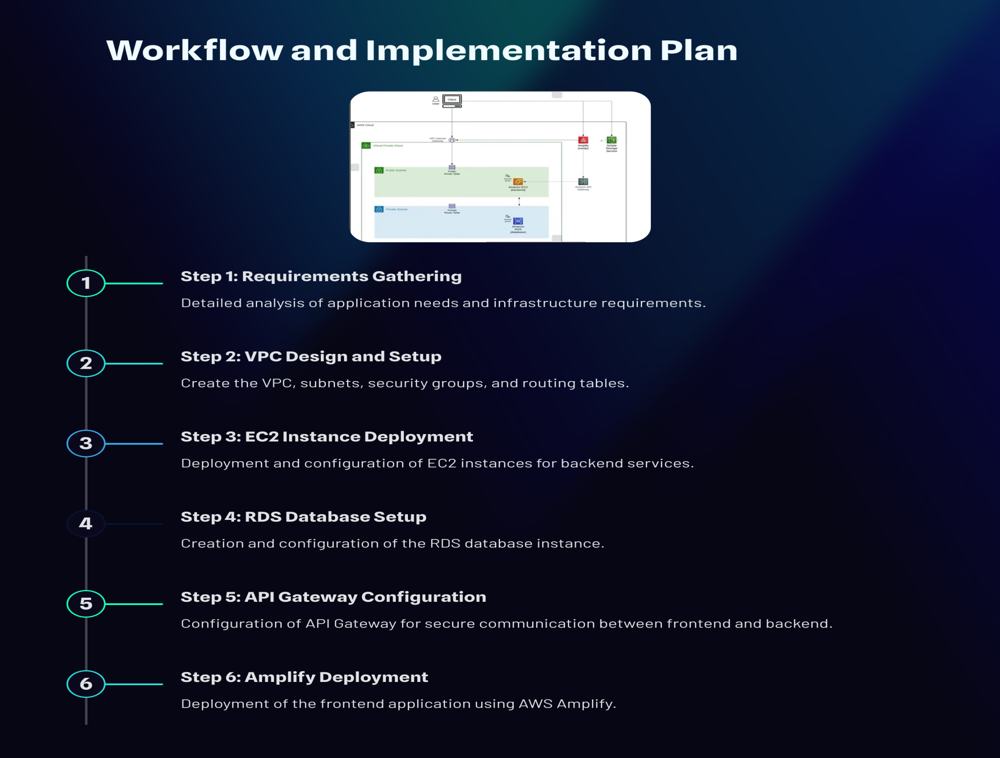 Workflow and Implementation Plan
User
Client
AWS Cloud
VPC Internet
Gateway
Virtual Private Cloud
Amplify
(nextjs)
Simple
Storage
Service
Public Subnet
Public
Route Table
security
group
Amazon EC2
(backend)
Amazon API
Gateway
Private Subnet
Private
Route Table
security
group
Amazon
RDS
(database)
1
Step 1: Requirements Gathering
Detailed analysis of application needs and infrastructure requirements.
2
Step 2: VPC Design and Setup
Create the VPC, subnets, security groups, and routing tables.
3
Step 3: EC2 Instance Deployment
Deployment and configuration of EC2 instances for backend services.
4
Step 4: RDS Database Setup
Creation and configuration of the RDS database instance.
5
Step 5: API Gateway Configuration
Configuration of API Gateway for secure communication between frontend and backend.
6
Step 6: Amplify Deployment
Deployment of the frontend application using AWS Amplify.